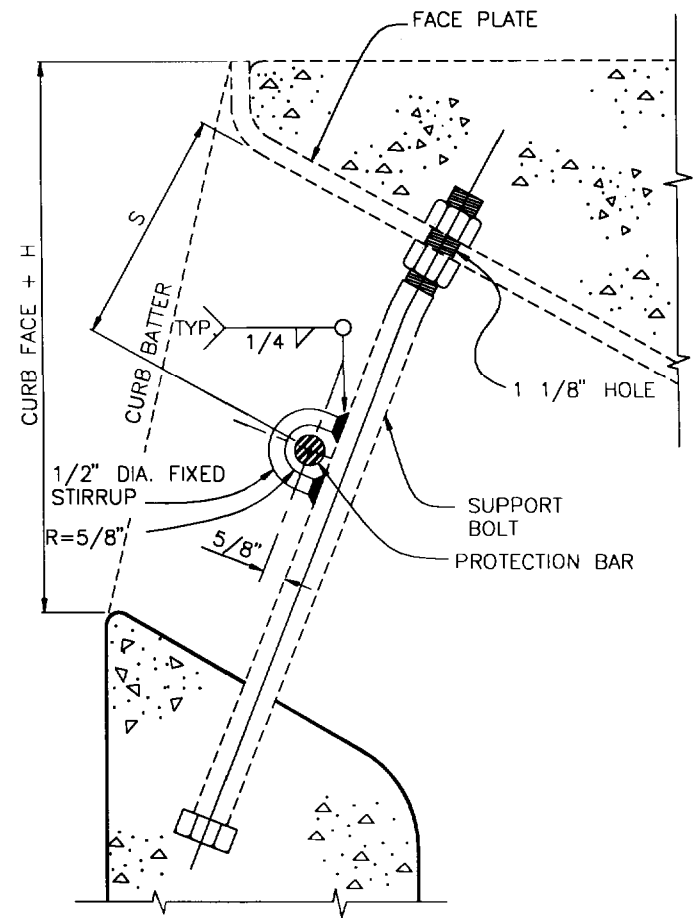 FACE PLATE
S
CURB FACE + H
CURB BATTER
TYP.
1/4
1 1/8" HOLE
1/2" DIA. FIXED
STIRRUP
R=5/8"
5/8"
SUPPORT
BOLT
PROTECTION BAR